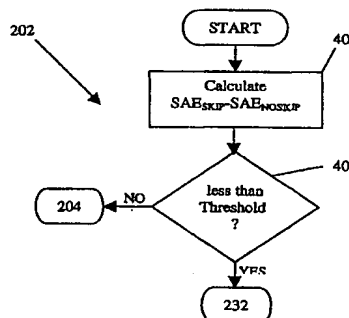 202
START
40
Calculate
SAESKIP-SAENOSKIP
40
less than
Threshold
?
NO
204
YES
232